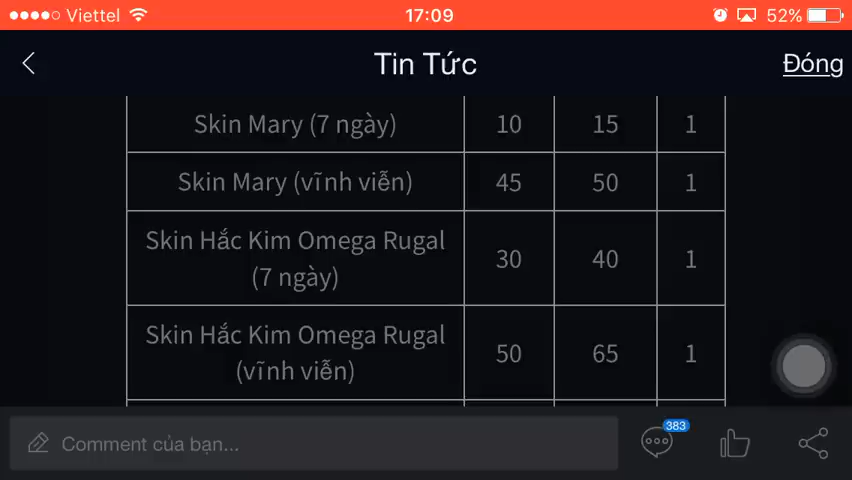 Viettel 17:09 52%
Tin Tức Đóng
Skin Mary (7 ngày) 10 15 1
Skin Mary (vĩnh viễn) 45 50 1
Skin Hắc Kim Omega Rugal
(7 ngày) 30 40 1
Skin Hắc Kim Omega Rugal
(vĩnh viễn) 50 65 1
Comment của bạn... 383